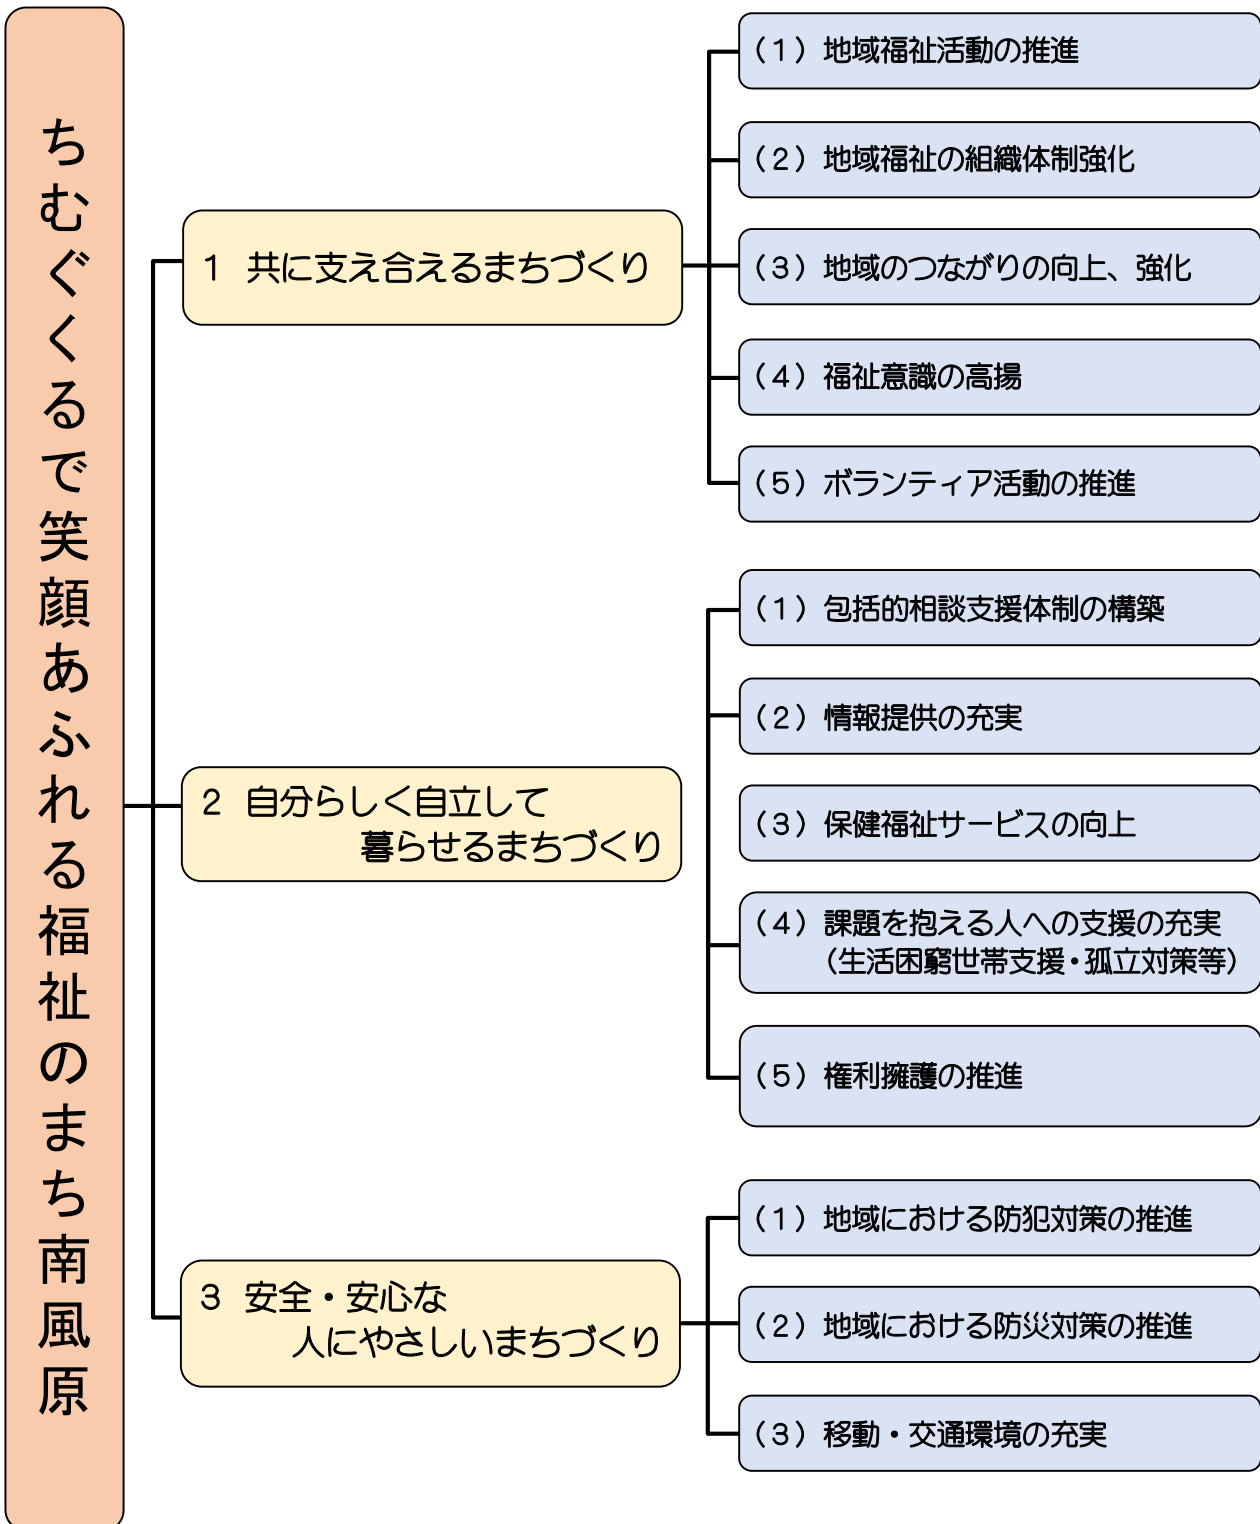 ちむぐくるで笑顔あふれる福祉のまち南風原
1 共に支え合えるまちづくり
(1)地域福祉活動の推進
(2)地域福祉の組織体制強化
(3)地域のつながりの向上、強化
(4)福祉意識の高揚
(5)ボランティア活動の推進
2 自分らしく自立して
暮らせるまちづくり
(1)包括的相談支援体制の構築
(2)情報提供の充実
(3)保健福祉サービスの向上
(4)課題を抱える人への支援の充実
(生活困窮世帯支援・孤立対策等)
(5)権利擁護の推進
3 安全・安心な
人にやさしいまちづくり
(1)地域における防犯対策の推進
(2)地域における防災対策の推進
(3)移動・交通環境の充実